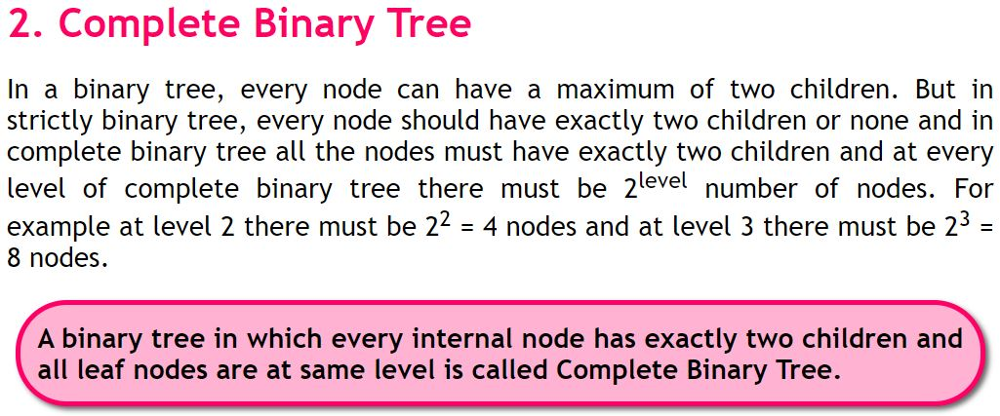 2. Complete Binary Tree
In a binary tree, every node can have a maximum of two children. But in
strictly binary tree, every node should have exactly two children or none and in
complete binary tree all the nodes must have exactly two children and at every
level of complete binary tree there must be 2^level number of nodes. For
example at level 2 there must be 2² = 4 nodes and at level 3 there must be 2³ =
8 nodes.
A binary tree in which every internal node has exactly two children and
all leaf nodes are at same level is called Complete Binary Tree.